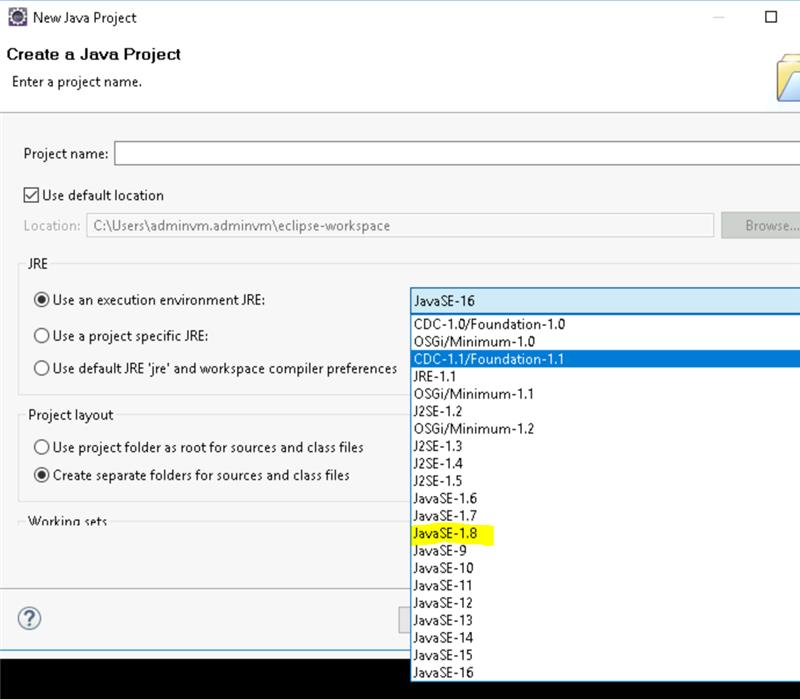 New Java Project
Create a Java Project
Enter a project name.
Project name:
Use default location
Location: C:\Users\adminvm.adminvm\eclipse-workspace Browse...
JRE
Use an execution environment JRE: JavaSE-16
Use a project specific JRE:
Use default JRE 'jre' and workspace compiler preferences
CDC-1.0/Foundation-1.0
OSGi/Minimum-1.0
CDC-1.1/Foundation-1.1
JRE-1.1
OSGi/Minimum-1.1
J2SE-1.2
OSGi/Minimum-1.2
J2SE-1.3
J2SE-1.4
J2SE-1.5
JavaSE-1.6
JavaSE-1.7
JavaSE-1.8
JavaSE-9
JavaSE-10
JavaSE-11
JavaSE-12
JavaSE-13
JavaSE-14
JavaSE-15
JavaSE-16
Project layout
Use project folder as root for sources and class files
Create separate folders for sources and class files
Working sets
?